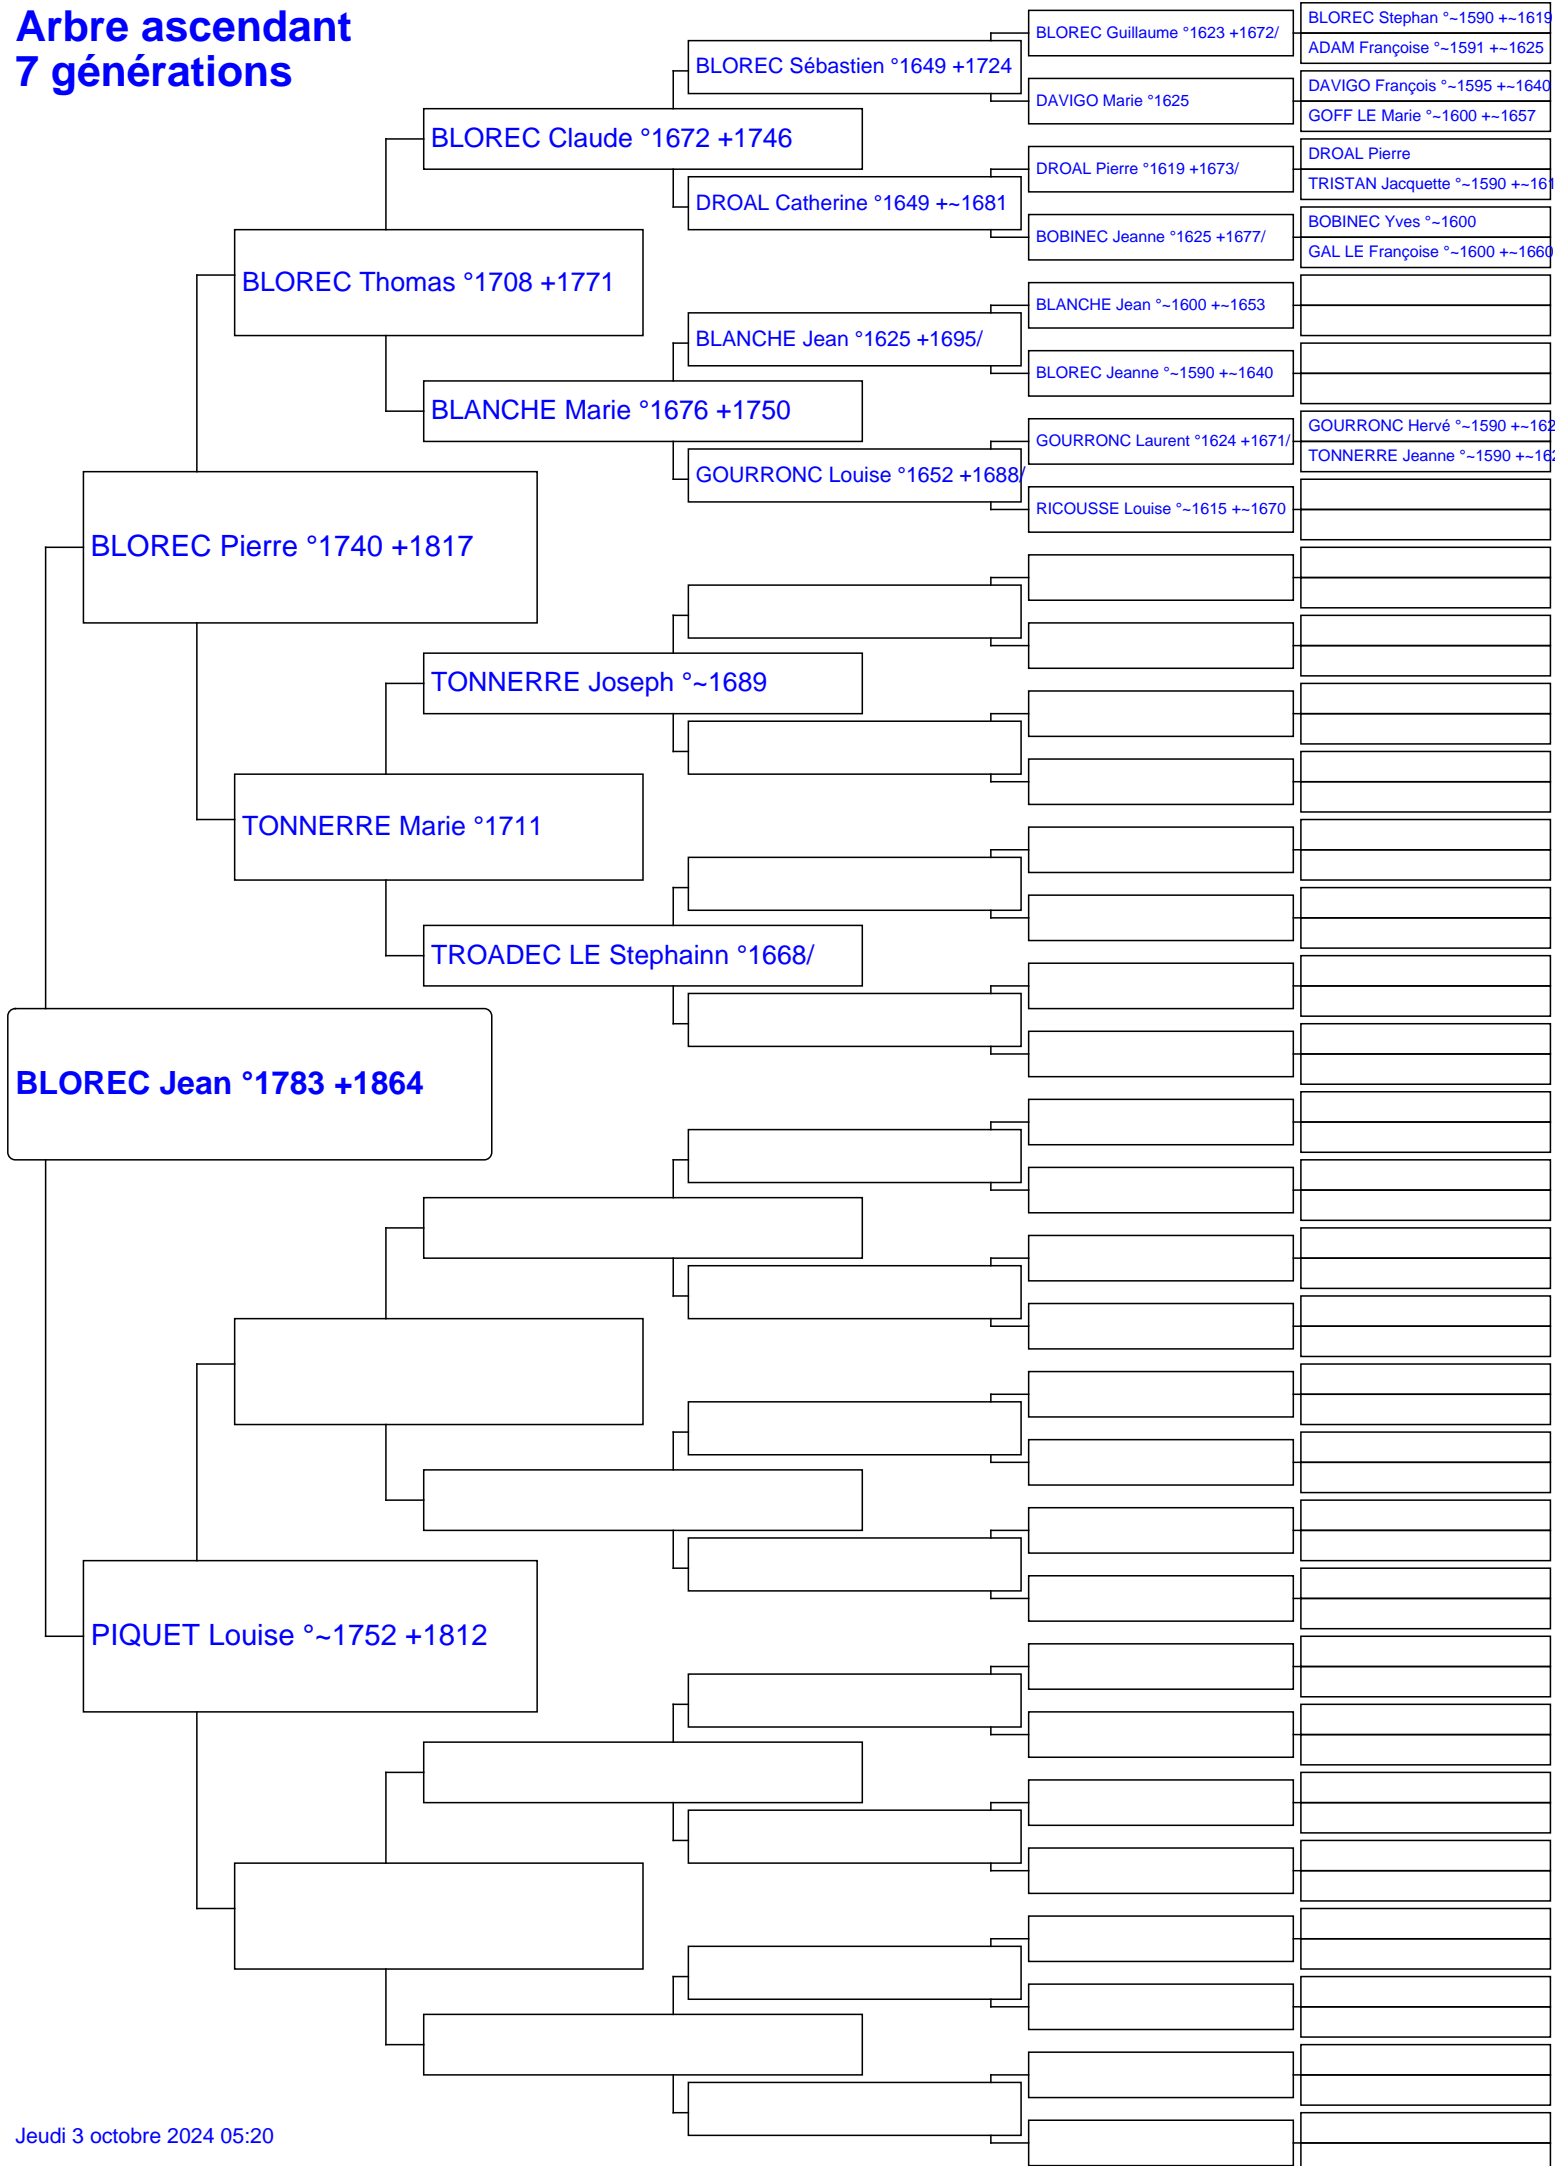 Arbre ascendant
7 générations
BLOREC Stephan °~1590 +~1619
BLOREC Guillaume °1623 +1672/
ADAM Françoise °~1591 +~1625
BLOREC Sébastien °1649 +1724
DAVIGO François °~1595 +~1640
DAVIGO Marie °1625
GOFF LE Marie °~1600 +~1657
BLOREC Claude °1672 +1746
DROAL Pierre
DROAL Pierre °1619 +1673/
TRISTAN Jacquette °~1590 +~161
DROAL Catherine °1649 +~1681
BOBINEC Yves °~1600
BOBINEC Jeanne °1625 +1677/
GAL LE Françoise °~1600 +~1660
BLOREC Thomas °1708 +1771
BLANCHE Jean °~1600 +~1653
BLANCHE Jean °1625 +1695/
BLOREC Jeanne °~1590 +~1640
BLANCHE Marie °1676 +1750
GOURRONC Hervé °~1590 +~162
GOURRONC Laurent °1624 +1671/
TONNERRE Jeanne °~1590 +~162
GOURRONC Louise °1652 +1688/
RICOUSSE Louise °~1615 +~1670
BLOREC Pierre °1740 +1817
TONNERRE Joseph °~1689
TONNERRE Marie °1711
TROADEC LE Stephainn °1668/
BLOREC Jean °1783 +1864
PIQUET Louise °~1752 +1812
Jeudi 3 octobre 2024 05:20